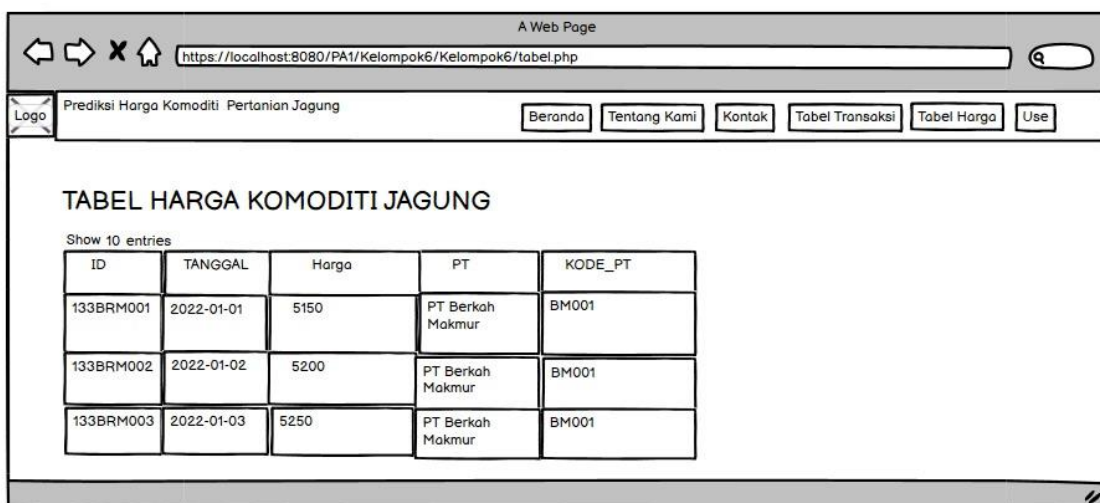 A Web Page
https://localhost:8080/PA1/Kelompok6/Kelompok6/tabel.php
Logo
Prediksi Harga Komoditi Pertanian Jagung
Beranda Tentang Kami Kontak Tabel Transaksi Tabel Harga Use
TABEL HARGA KOMODITI JAGUNG
Show 10 entries
ID TANGGAL Harga PT KODE_PT
133BRM001 2022-01-01 5150 PT Berkah Makmur BM001
133BRM002 2022-01-02 5200 PT Berkah Makmur BM001
133BRM003 2022-01-03 5250 PT Berkah Makmur BM001